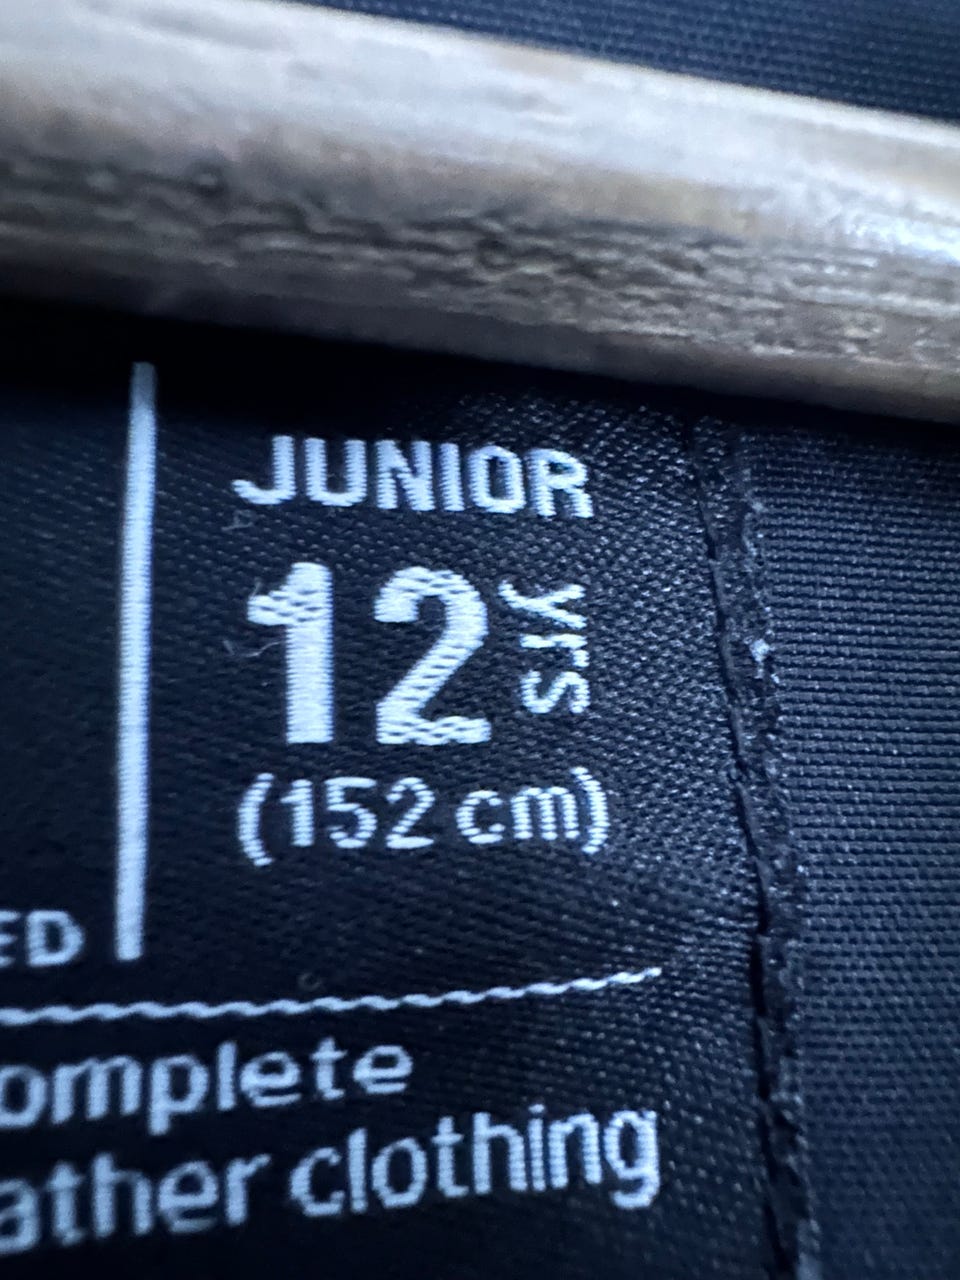 JUNIOR
12 yrs
(152 cm)
ED
omplete
ather clothing